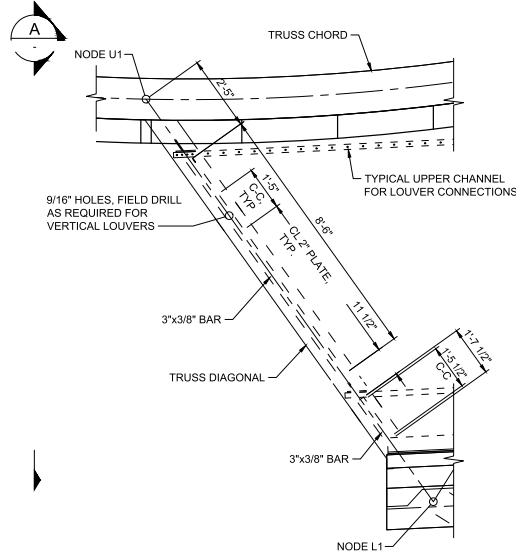 A
-
NODE U1
TRUSS CHORD
2'-5"
TYPICAL UPPER CHANNEL
FOR LOUVER CONNECTIONS
9/16" HOLES, FIELD DRILL
AS REQUIRED FOR
VERTICAL LOUVERS
1'-5"
C-C,
TYP
CL 2" PLATE,
TYP.
8'-6"
11 1/2"
3"x3/8" BAR
1'-7 1/2"
1'-5 1/2"
C-C
TRUSS DIAGONAL
3"x3/8" BAR
NODE L1